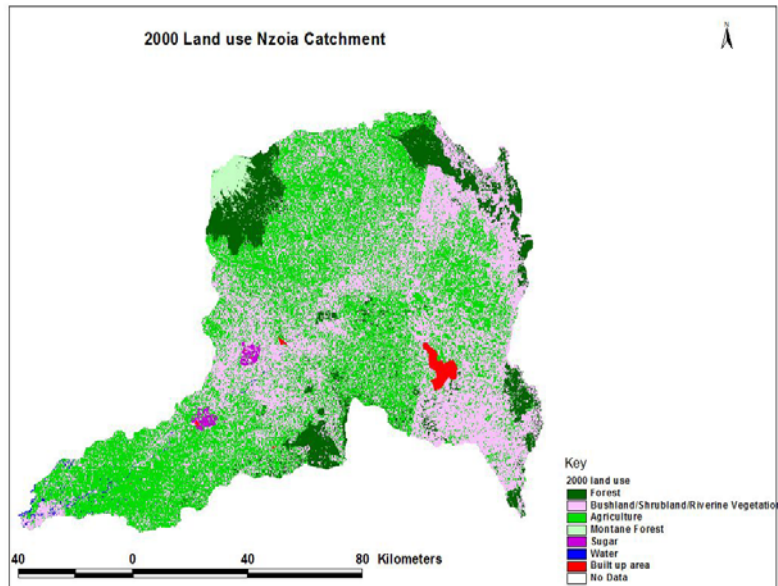 2000 Land use Nzoia Catchment
N
Key
2000 land use
Forest
Bushland/Shrubland/Riverine Vegetation
Agriculture
Montane Forest
Sugar
Water
Built up area
No Data
40 0 40 80 Kilometers